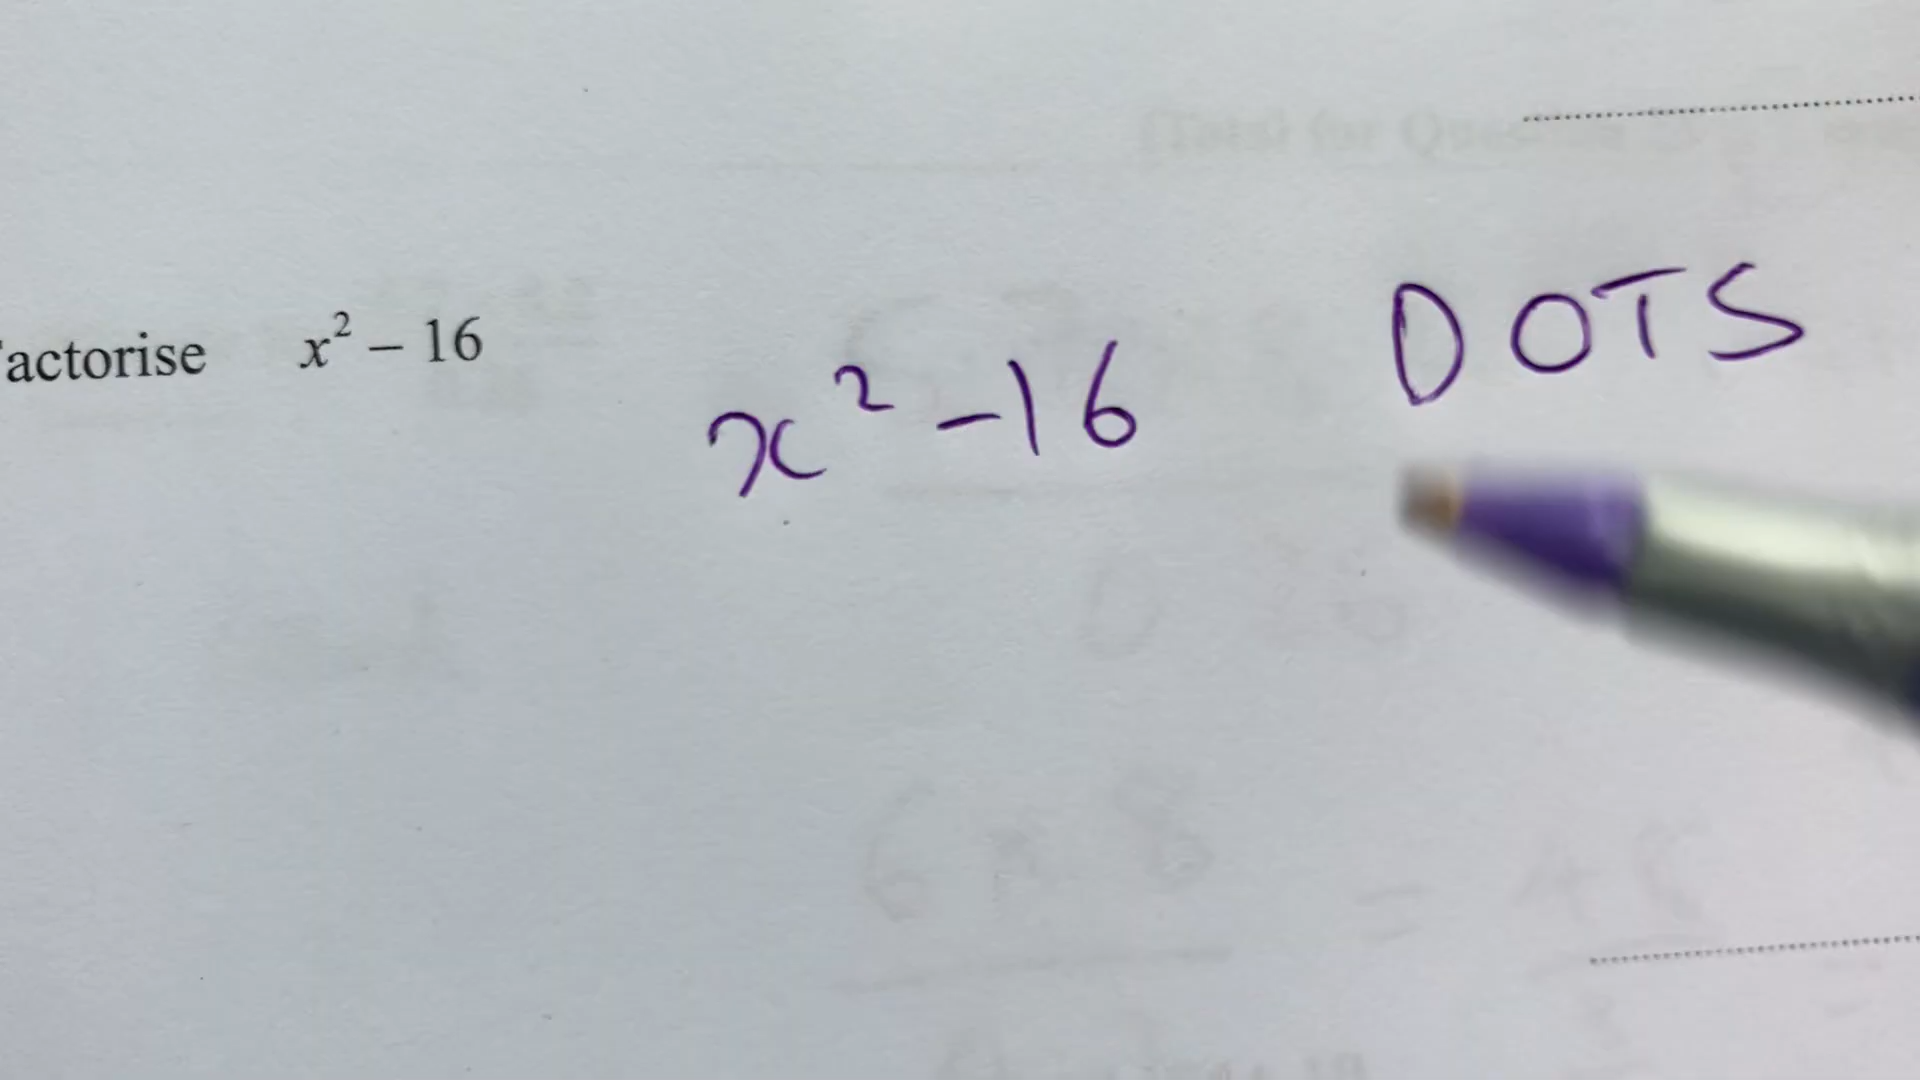 actorise x² – 16
x² - 16
DOTS